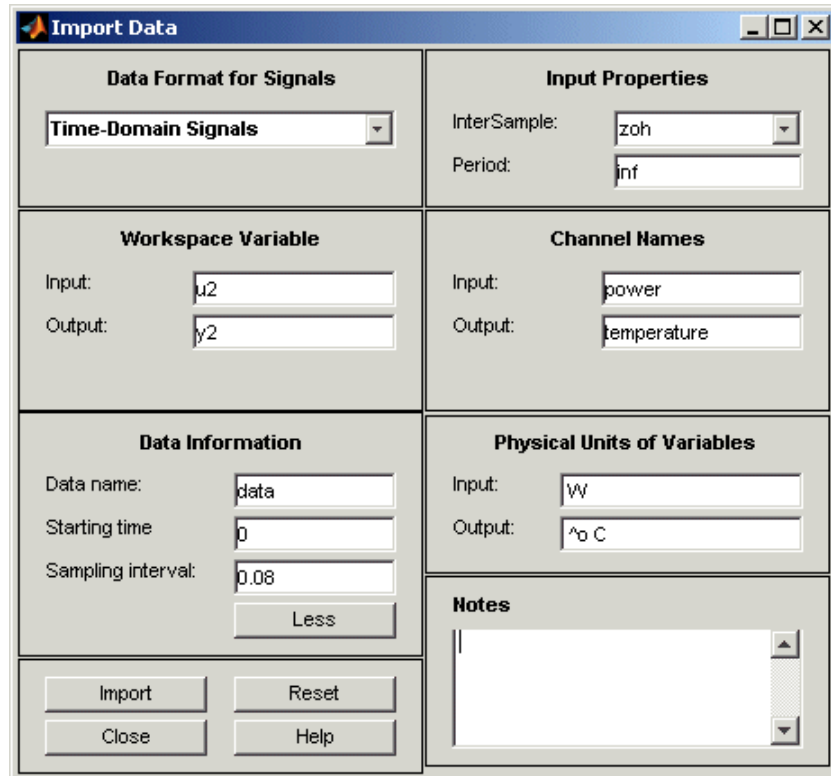 Import Data
Data Format for Signals
Time-Domain Signals
Input Properties
InterSample: zoh
Period: inf
Workspace Variable
Input: u2
Output: y2
Channel Names
Input: power
Output: temperature
Data Information
Data name: data
Starting time 0
Sampling interval: 0.08
Less
Physical Units of Variables
Input: W
Output: ^o C
Notes
Import Reset
Close Help